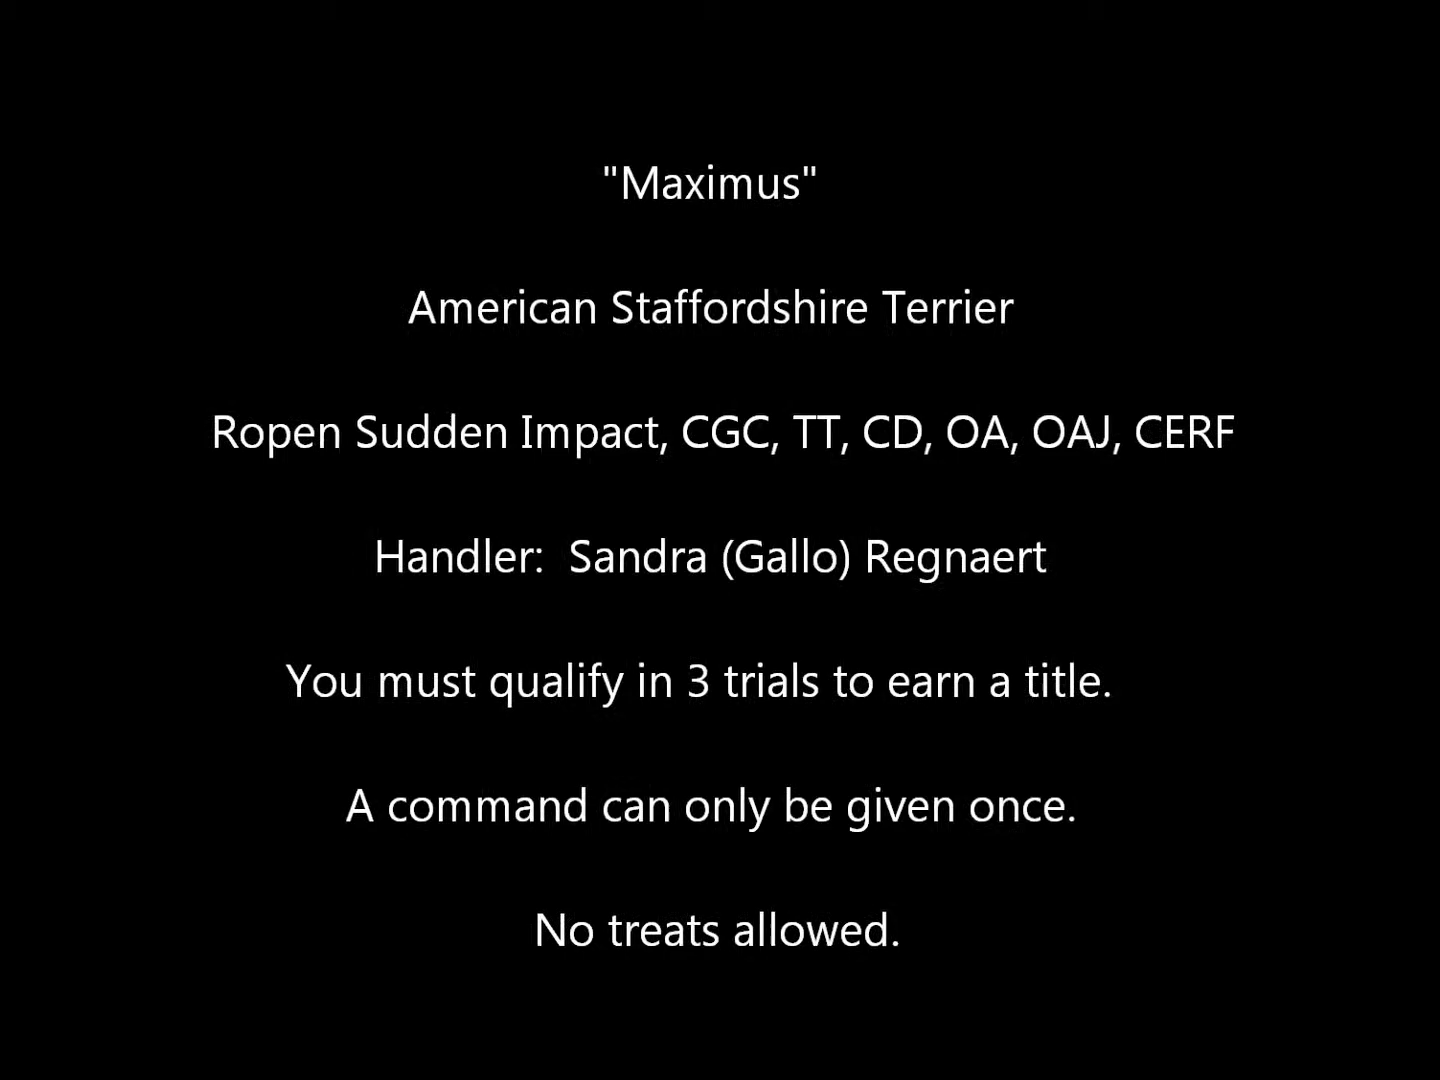 "Maximus"
American Staffordshire Terrier
Ropen Sudden Impact, CGC, TT, CD, OA, OAJ, CERF
Handler:  Sandra (Gallo) Regnaert
You must qualify in 3 trials to earn a title.
A command can only be given once.
No treats allowed.